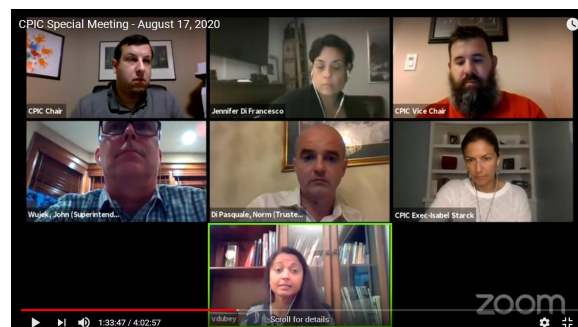 CPIC Special Meeting - August 17, 2020
CPIC Chair
Jennifer Di Francesco
CPIC Vice Chair
Wujek, John (Superintend...
Di Pasquale, Norm (Truste...
CPIC Exec-Isabel Starck
vdubey
Scroll for details
zoom
1:33:47 / 4:02:57